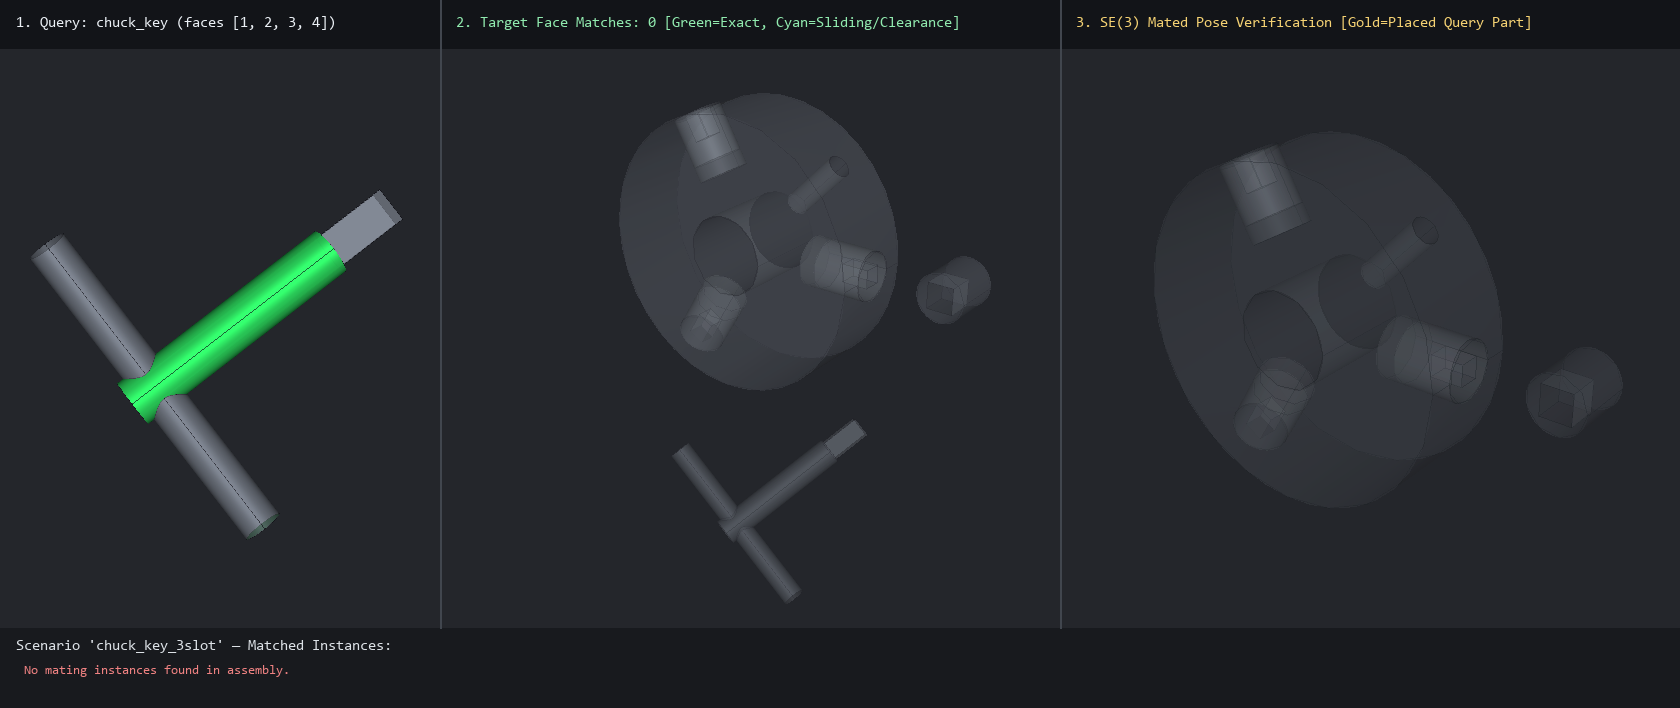 1. Query: chuck_key (faces [1, 2, 3, 4])
2. Target Face Matches: 0 [Green=Exact, Cyan=Sliding/Clearance]
3. SE(3) Mated Pose Verification [Gold=Placed Query Part]
Scenario 'chuck_key_3slot' — Matched Instances:
No mating instances found in assembly.